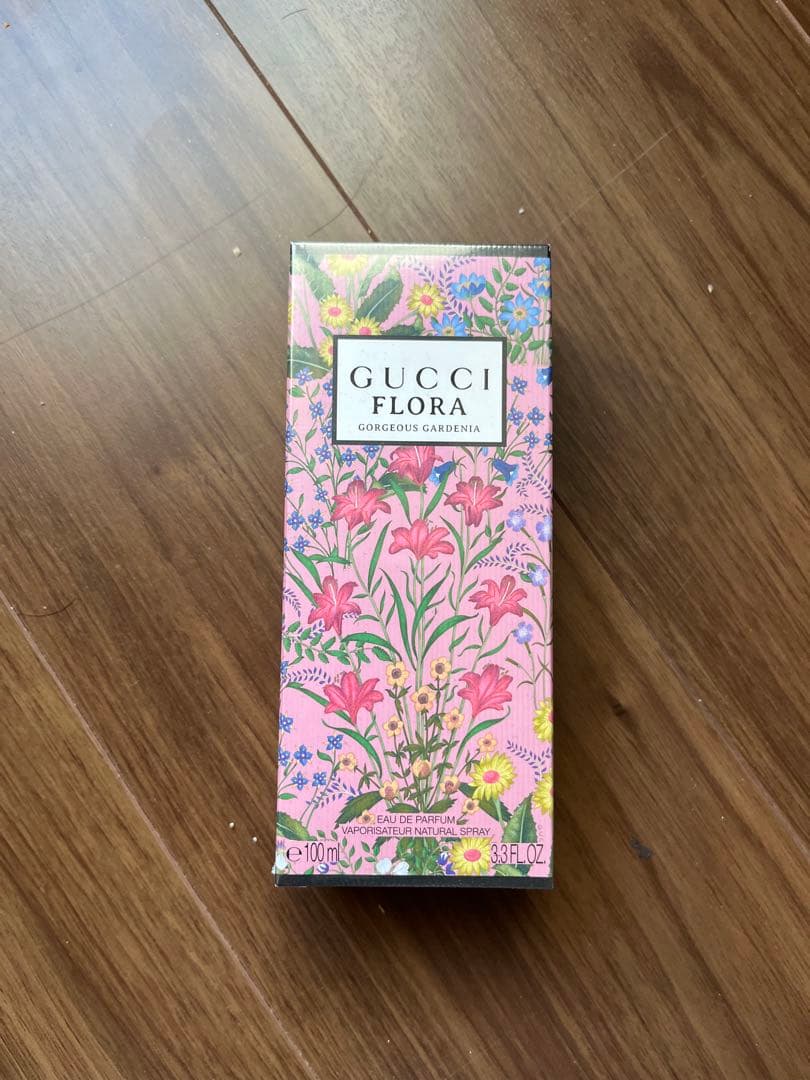 GUCCI
FLORA
GORGEOUS GARDENIA
EAU DE PARFUM
VAPORISATEUR NATURAL SPRAY
℮100 ml 3.3 FL.OZ.